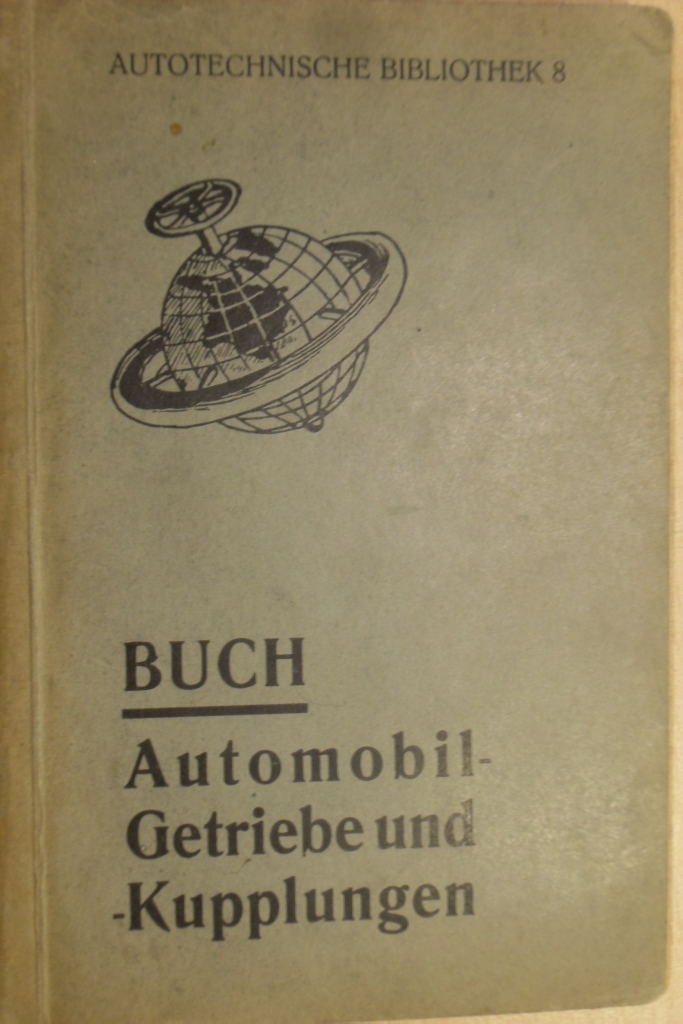 AUTOTECHNISCHE BIBLIOTHEK 8
BUCH
Automobil-
Getriebe und
-Kupplungen